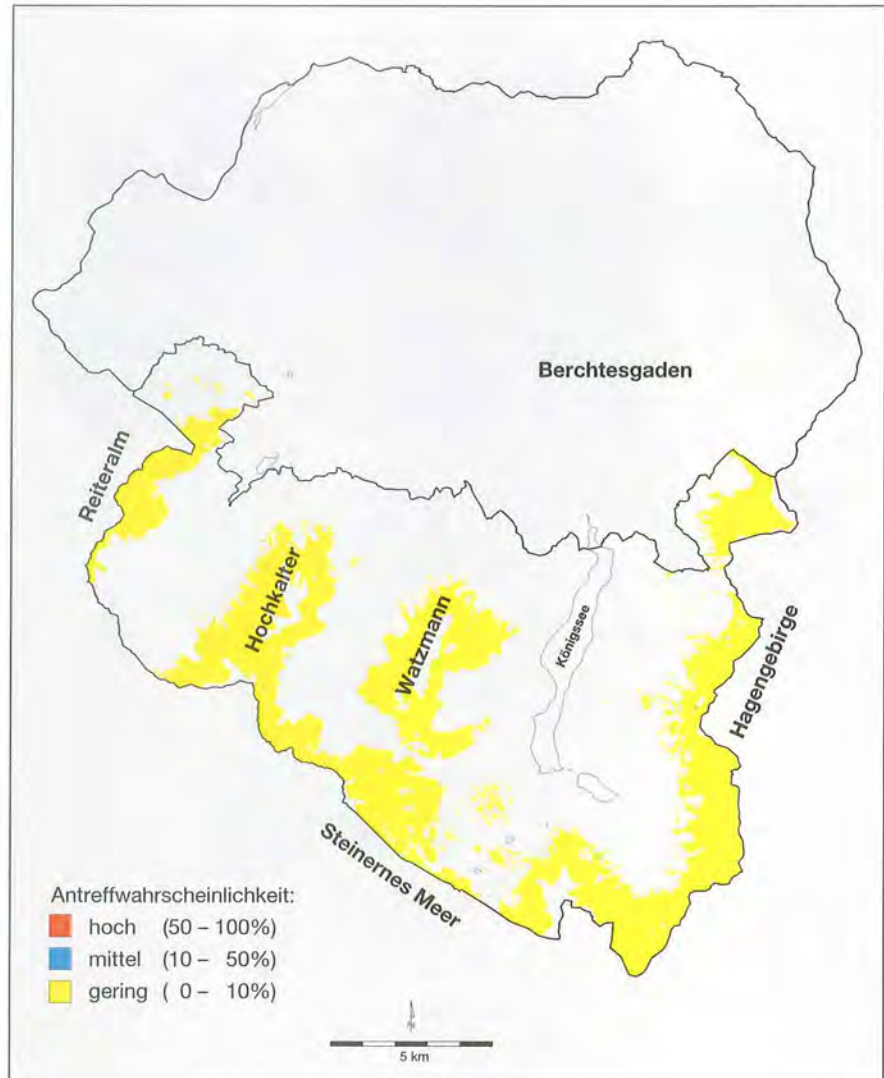 Berchtesgaden
Reiteralm
Hochkalter
Watzmann
Königssee
Hagengebirge
Steinernes Meer
Antreffwahrscheinlichkeit:
hoch (50 – 100%)
mittel (10 – 50%)
gering ( 0 – 10%)
5 km